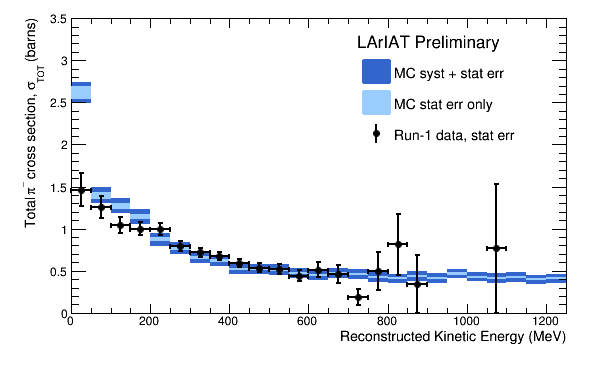 3.5
3
2.5
2
1.5
1
0.5
0
Total π⁻ cross section, σ_TOT (barns)
LArIAT Preliminary
MC syst + stat err
MC stat err only
Run-1 data, stat err
0 200 400 600 800 1000 1200
Reconstructed Kinetic Energy (MeV)